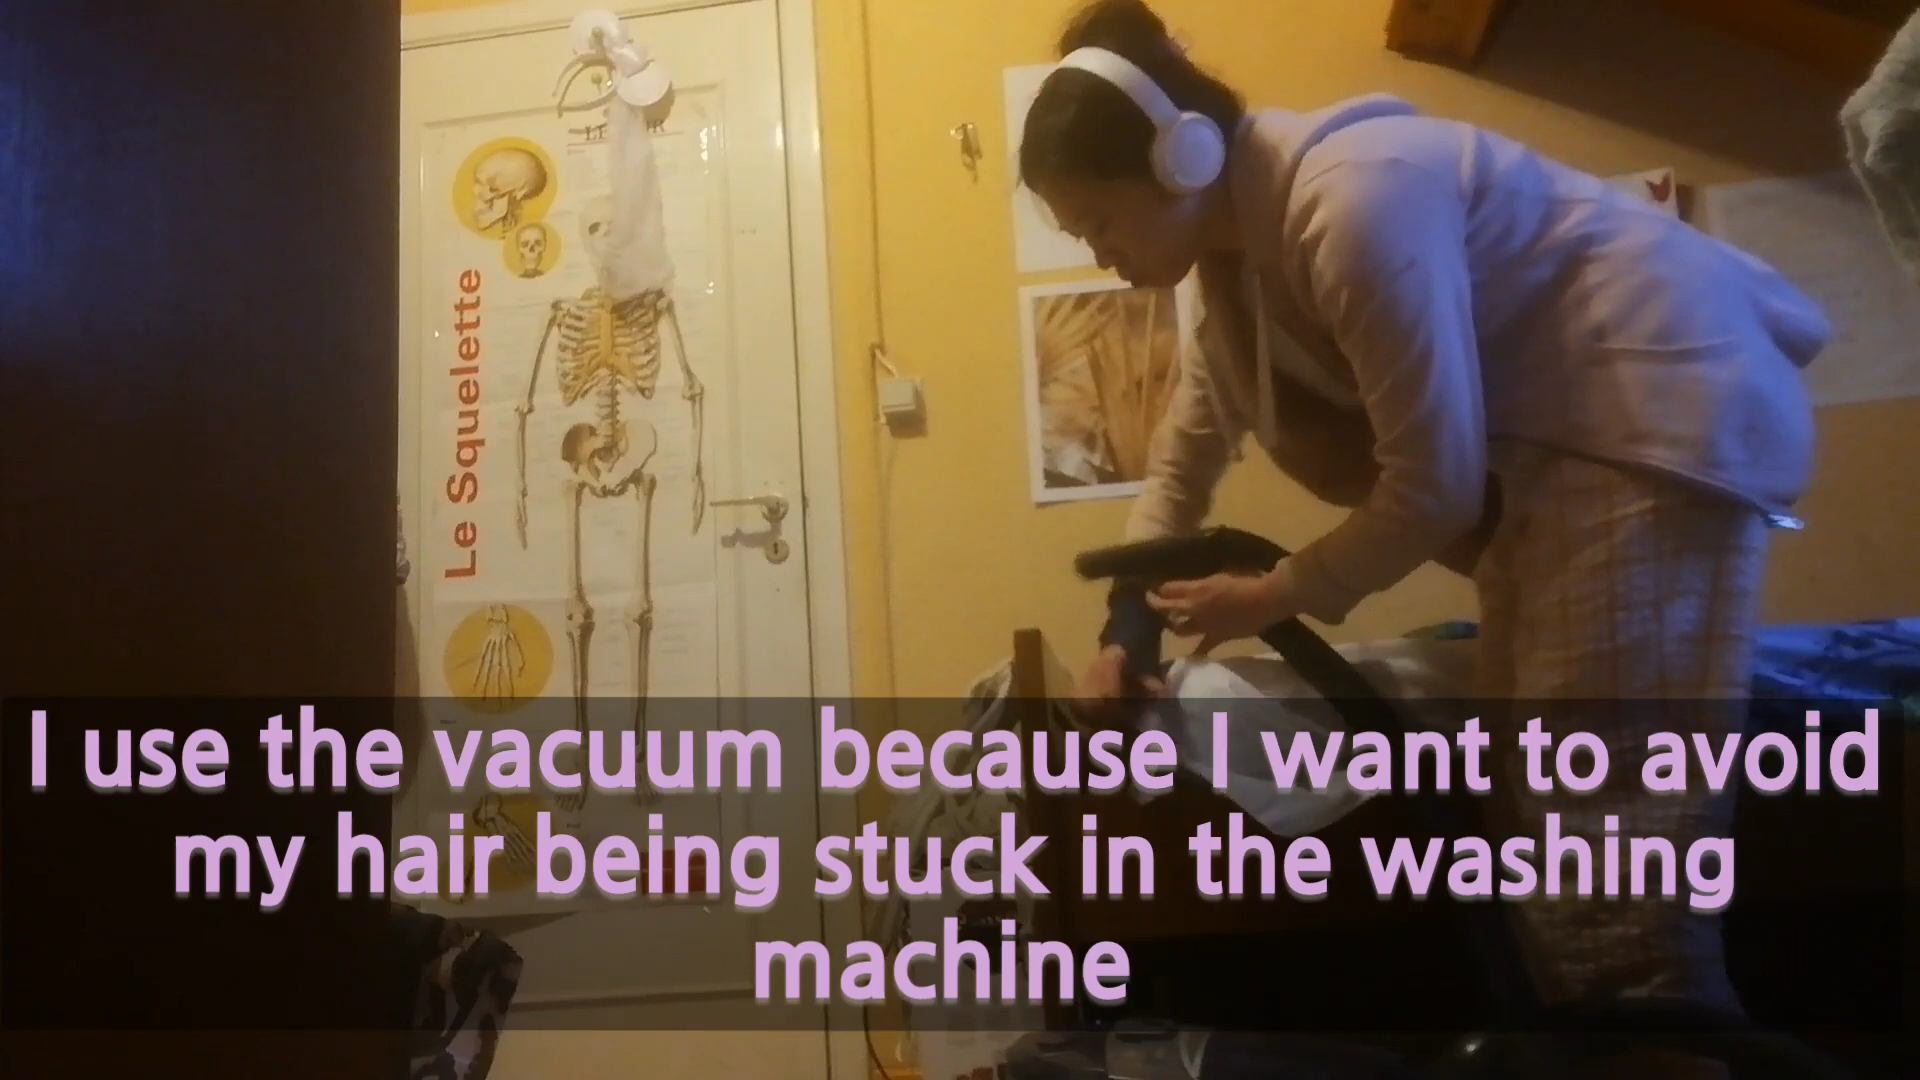 Le Squelette
I use the vacuum because I want to avoid
my hair being stuck in the washing
machine